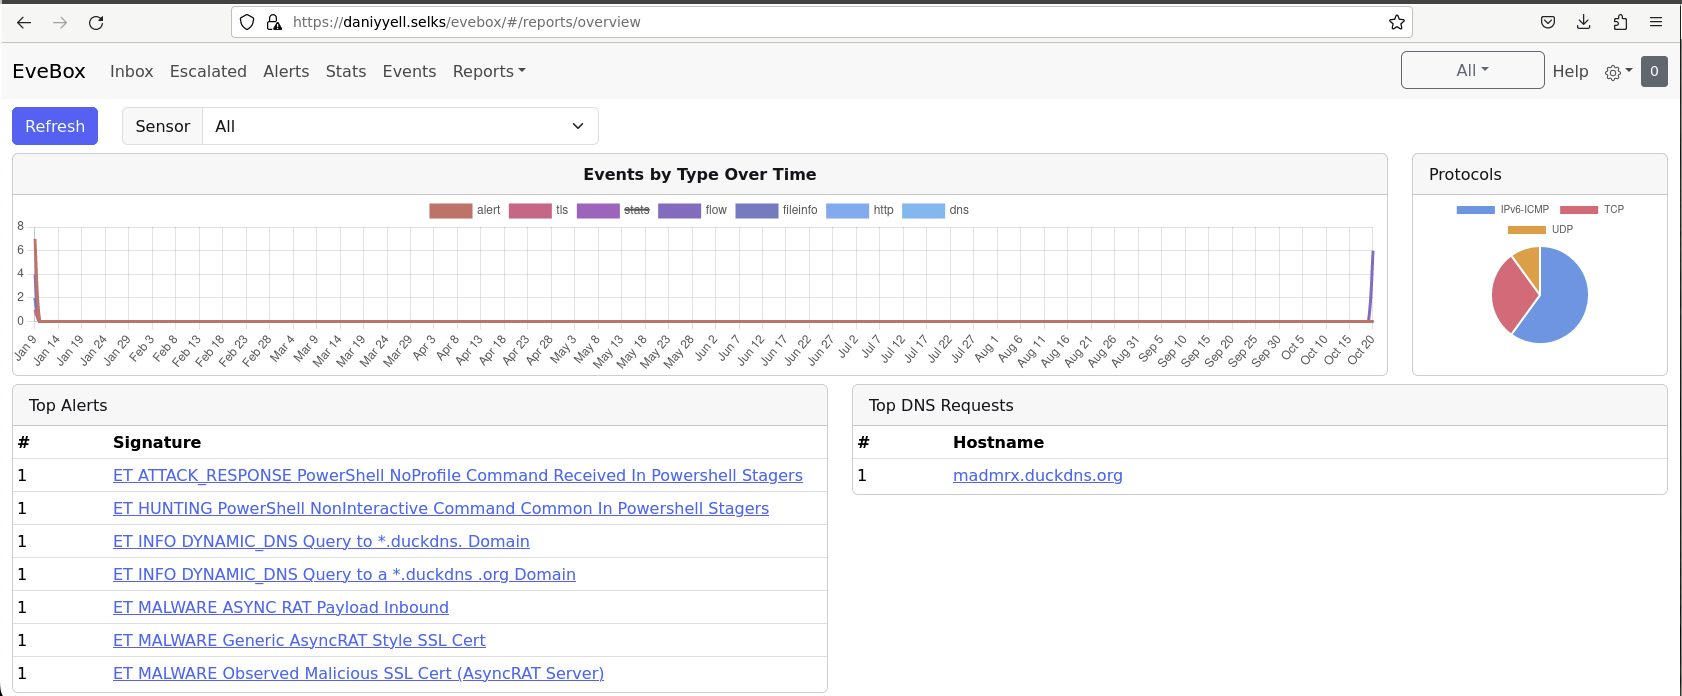 https://daniyyell.selks/evebox/#/reports/overview
EveBox Inbox Escalated Alerts Stats Events Reports All Help 0
Refresh Sensor All
Events by Type Over Time
alert tls stats flow fileinfo http dns
8
6
4
2
0
Jan 9 Jan 14 Jan 19 Jan 24 Jan 29 Feb 3 Feb 8 Feb 13 Feb 18 Feb 23 Feb 28 Mar 4 Mar 9 Mar 14 Mar 19 Mar 24 Mar 29 Apr 3 Apr 8 Apr 13 Apr 18 Apr 23 Apr 28 May 3 May 8 May 13 May 18 May 23 May 28 Jun 2 Jun 7 Jun 12 Jun 17 Jun 22 Jun 27 Jul 2 Jul 7 Jul 12 Jul 17 Jul 22 Jul 27 Aug 1 Aug 6 Aug 11 Aug 16 Aug 21 Aug 26 Aug 31 Sep 5 Sep 10 Sep 15 Sep 20 Sep 25 Sep 30 Oct 5 Oct 10 Oct 15 Oct 20
Protocols
IPv6-ICMP TCP
UDP
Top Alerts
# Signature
1 ET ATTACK_RESPONSE PowerShell NoProfile Command Received In Powershell Stagers
1 ET HUNTING PowerShell NonInteractive Command Common In Powershell Stagers
1 ET INFO DYNAMIC_DNS Query to *.duckdns. Domain
1 ET INFO DYNAMIC_DNS Query to a *.duckdns .org Domain
1 ET MALWARE ASYNC RAT Payload Inbound
1 ET MALWARE Generic AsyncRAT Style SSL Cert
1 ET MALWARE Observed Malicious SSL Cert (AsyncRAT Server)
Top DNS Requests
# Hostname
1 madmrx.duckdns.org